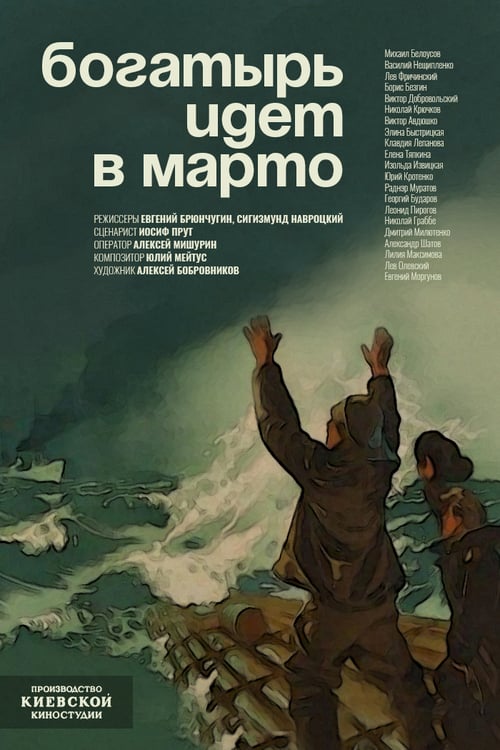 богатырь
идет
в марто
РЕЖИССЕРЫ ЕВГЕНИЙ БРЮНЧУГИН, СИГИЗМУНД НАВРОЦКИЙ
СЦЕНАРИСТ ИОСИФ ПРУТ
ОПЕРАТОР АЛЕКСЕЙ МИШУРИН
КОМПОЗИТОР ЮЛИЙ МЕЙТУС
ХУДОЖНИК АЛЕКСЕЙ БОБРОВНИКОВ
Михаил Белоусов
Василий Нещипленко
Лев Фричинский
Борис Безгин
Виктор Добровольский
Николай Крючков
Виктор Авдюшко
Элина Быстрицкая
Клавдия Лепанова
Елена Тяпкина
Изольда Извицкая
Юрий Кротенко
Раднэр Муратов
Георгий Бударов
Леонид Пирогов
Николай Граббе
Дмитрий Милютенко
Александр Шатов
Лилия Максимова
Лев Олевский
Евгений Моргунов
ПРОИЗВОДСТВО
КИЕВСКОЙ
КИНОСТУДИИ